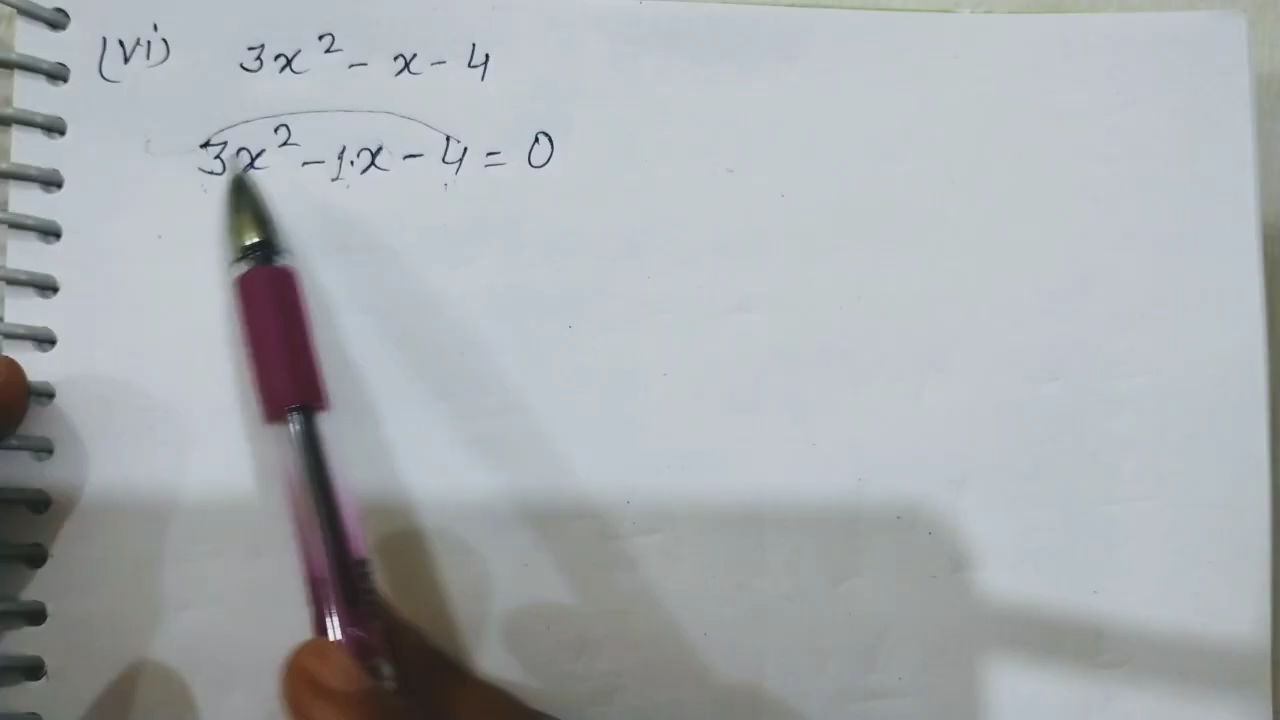 (vi) 3x² - x - 4
3x² - 1·x - 4 = 0